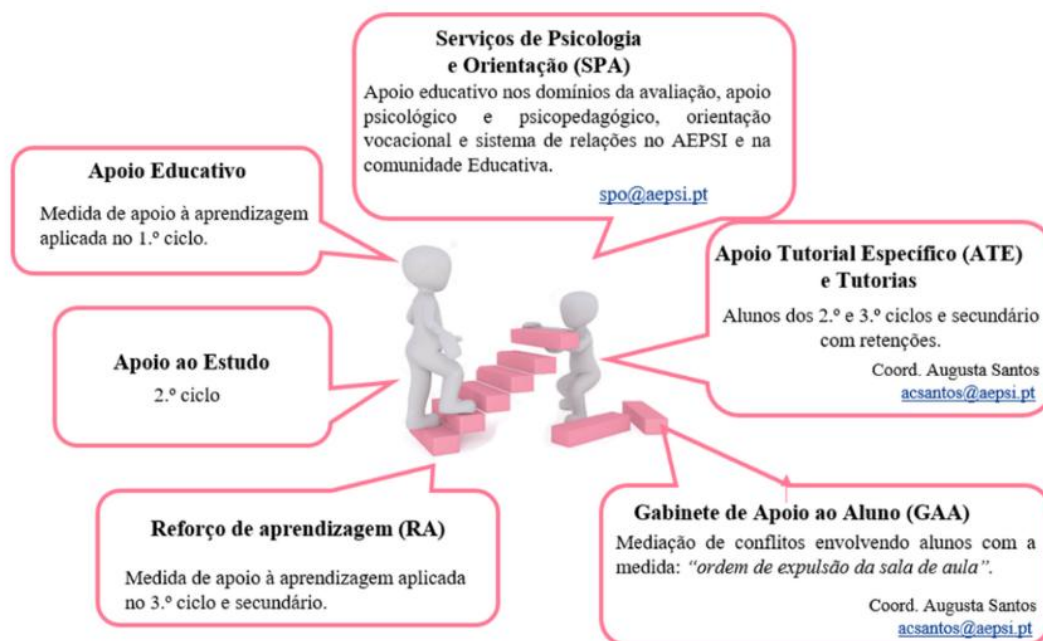 Serviços de Psicologia
e Orientação (SPA)
Apoio educativo nos domínios da avaliação, apoio
psicológico e psicopedagógico, orientação
vocacional e sistema de relações no AEPSI e na
comunidade Educativa.
spo@aepsi.pt
Apoio Educativo
Medida de apoio à aprendizagem
aplicada no 1.º ciclo.
Apoio Tutorial Específico (ATE)
e Tutorias
Alunos dos 2.º e 3.º ciclos e secundário
com retenções.
Coord. Augusta Santos
acsantos@aepsi.pt
Apoio ao Estudo
2.º ciclo
Reforço de aprendizagem (RA)
Medida de apoio à aprendizagem aplicada
no 3.º ciclo e secundário.
Gabinete de Apoio ao Aluno (GAA)
Mediação de conflitos envolvendo alunos com a
medida: “ordem de expulsão da sala de aula”.
Coord. Augusta Santos
acsantos@aepsi.pt